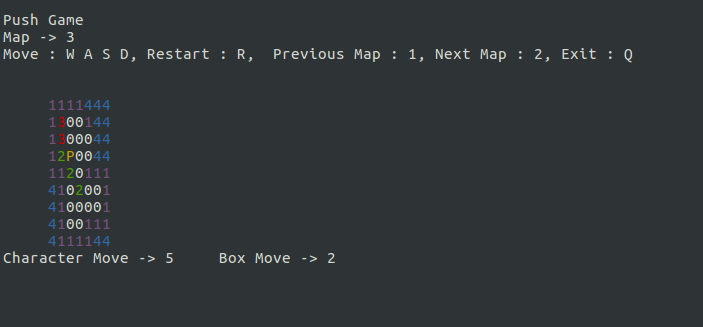 Push Game
Map -> 3
Move : W A S D, Restart : R,  Previous Map : 1, Next Map : 2, Exit : Q
1111444
1300144
1300044
12P0044
1120111
4102001
4100001
4100111
4111144
Character Move -> 5     Box Move -> 2